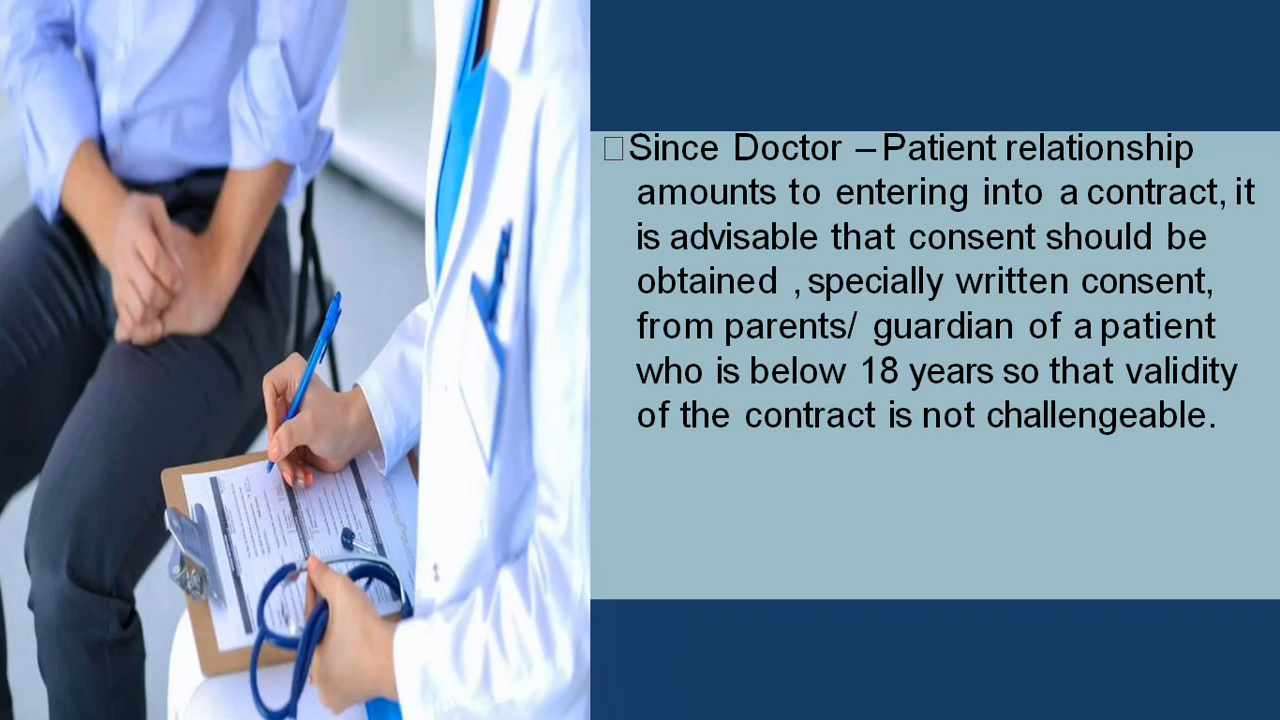 Since Doctor – Patient relationship
amounts to entering into a contract, it
is advisable that consent should be
obtained , specially written consent,
from parents/ guardian of a patient
who is below 18 years so that validity
of the contract is not challengeable.